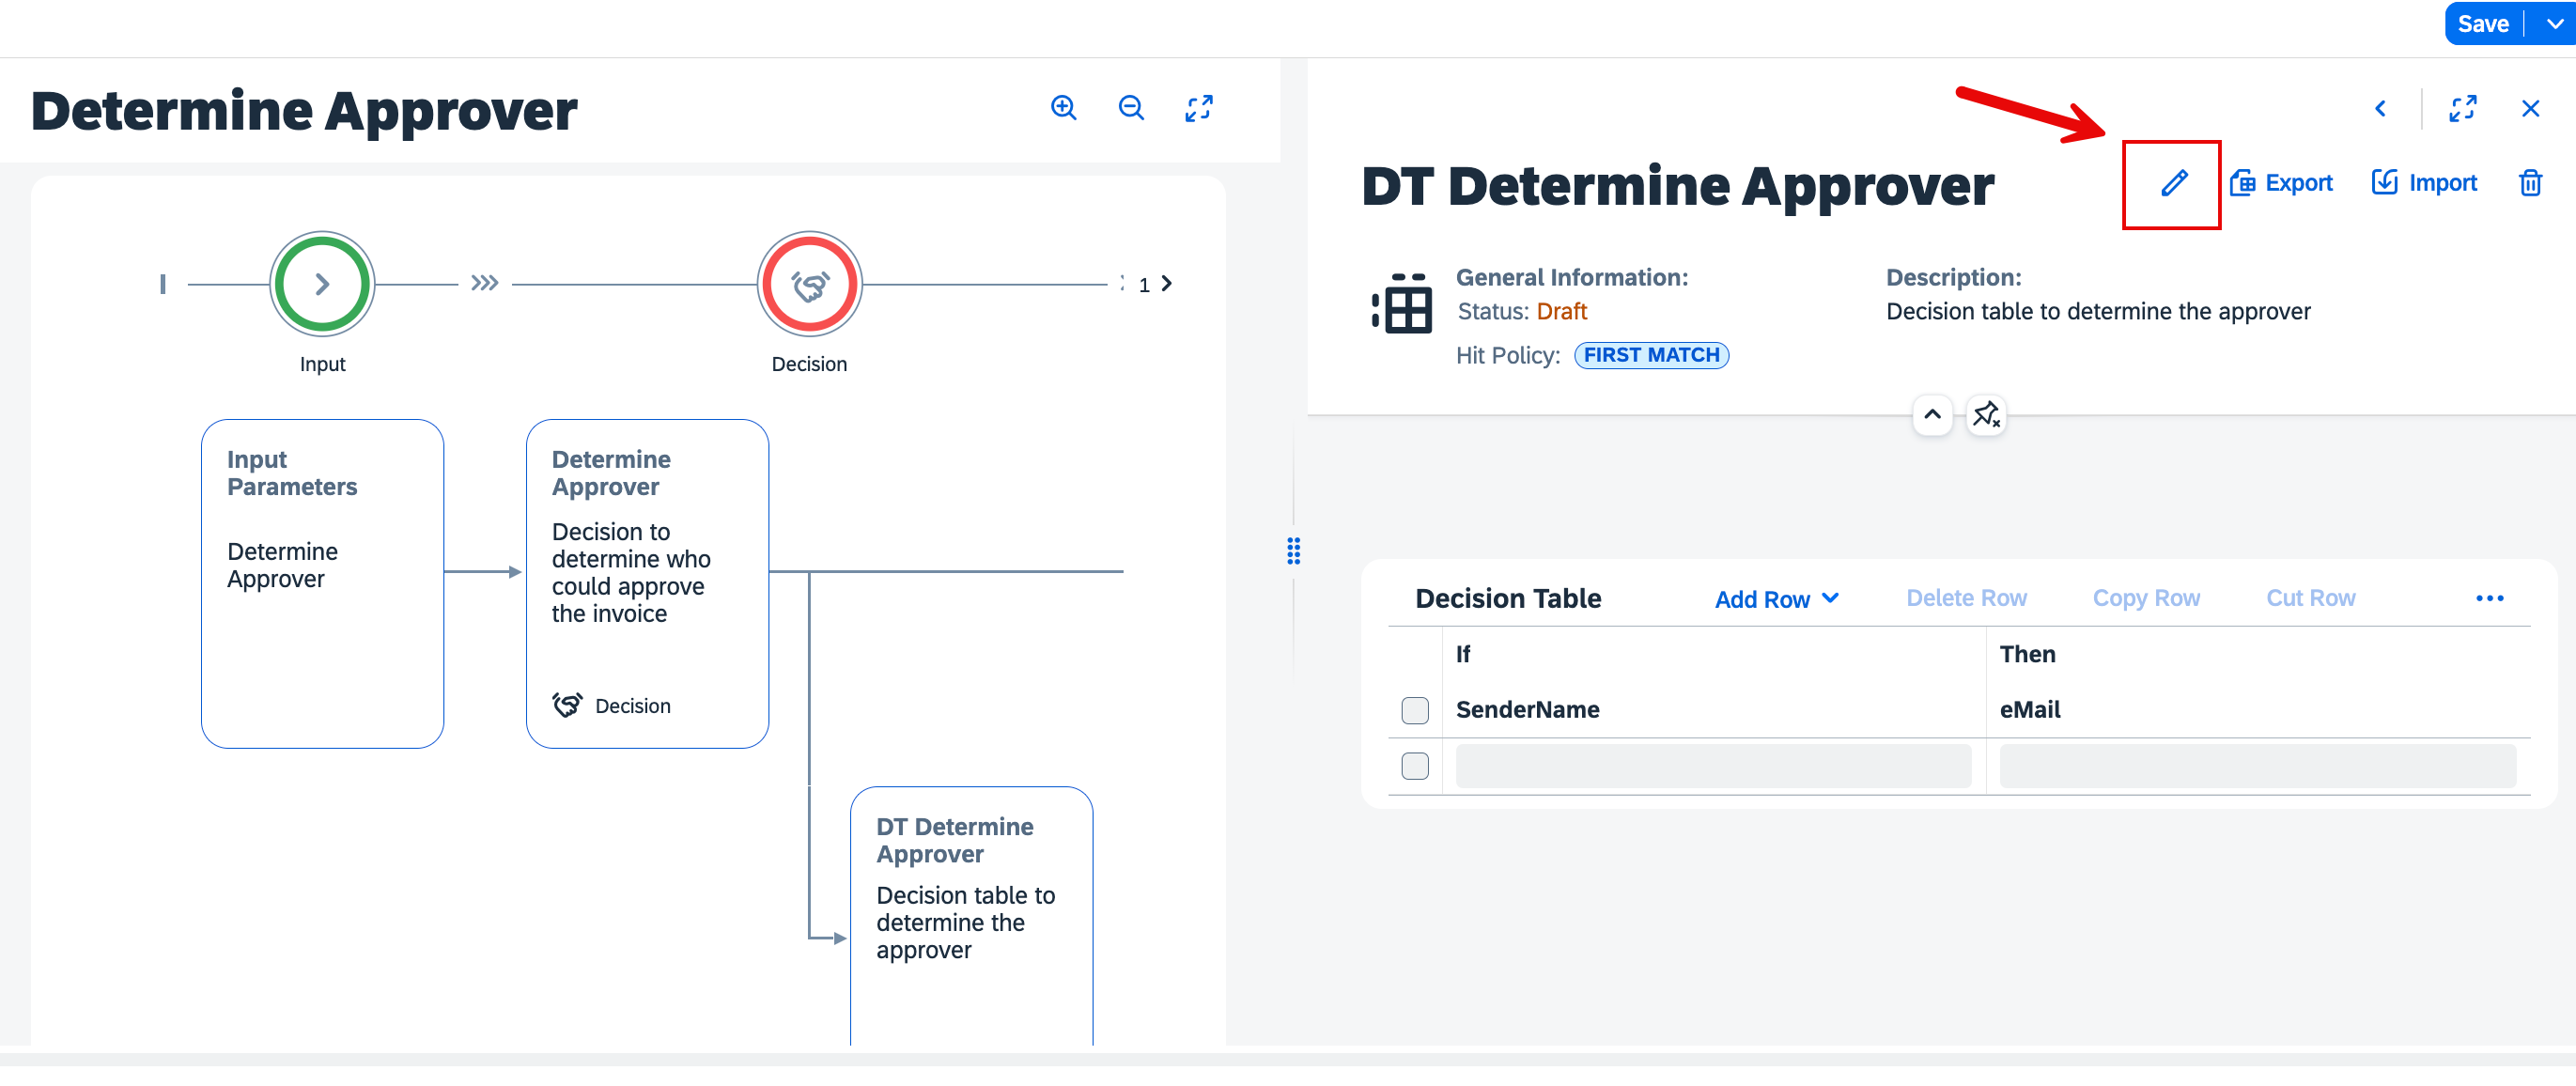 Save
Determine Approver
1
Input
Decision
Input
Parameters
Determine
Approver
Determine
Approver
Decision to
determine who
could approve
the invoice
Decision
DT Determine
Approver
Decision table to
determine the
approver
DT Determine Approver
Export
Import
General Information:
Status: Draft
Hit Policy: FIRST MATCH
Description:
Decision table to determine the approver
Decision Table
Add Row
Delete Row
Copy Row
Cut Row
If
Then
SenderName
eMail